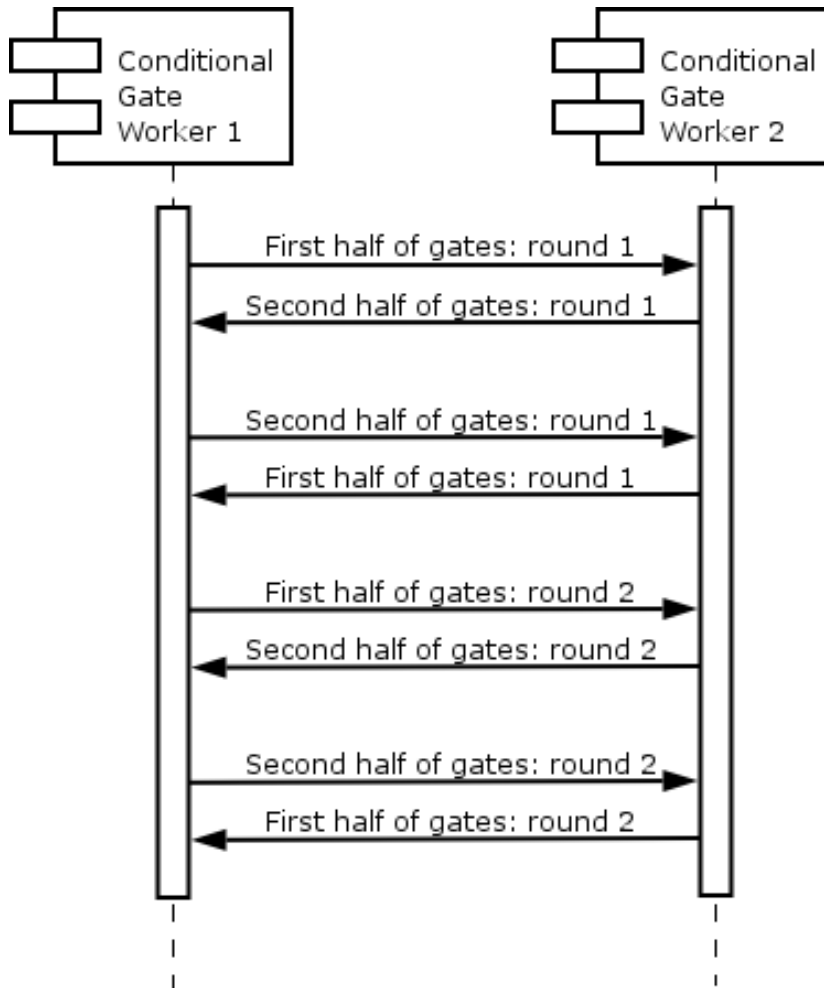 Conditional
Gate
Worker 1
Conditional
Gate
Worker 2
First half of gates: round 1
Second half of gates: round 1
Second half of gates: round 1
First half of gates: round 1
First half of gates: round 2
Second half of gates: round 2
Second half of gates: round 2
First half of gates: round 2